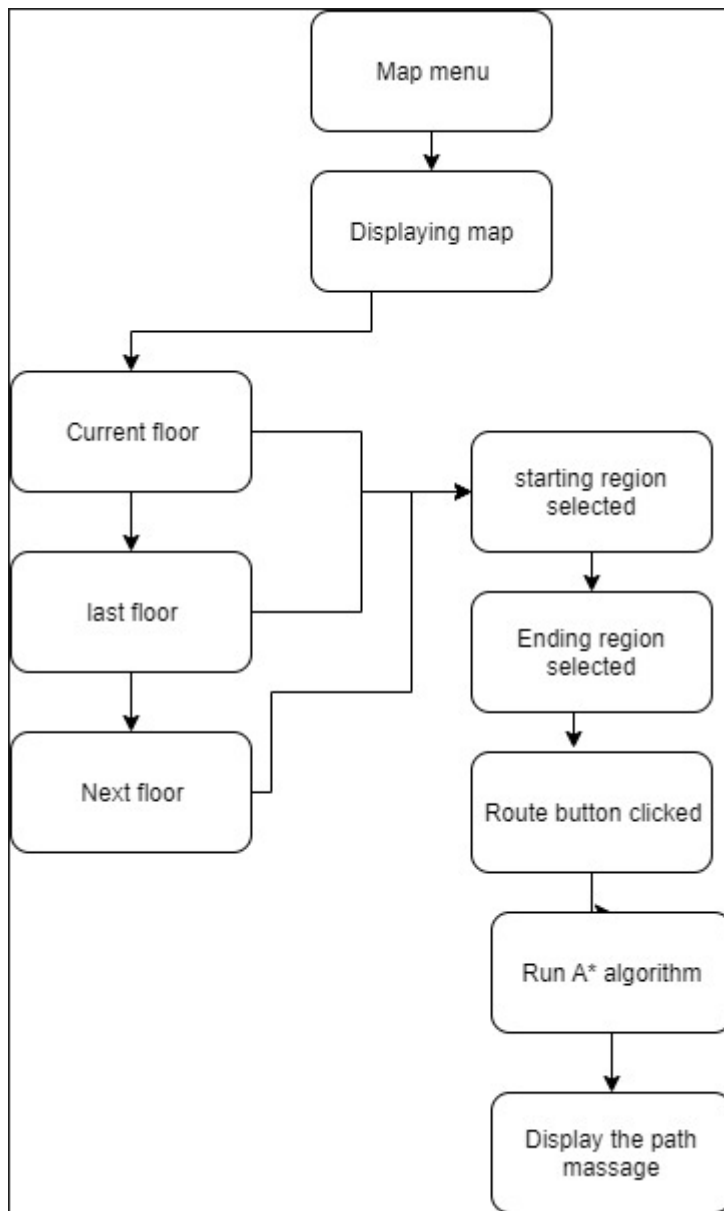 Map menu
Displaying map
Current floor
last floor
Next floor
starting region
selected
Ending region
selected
Route button clicked
Run A* algorithm
Display the path
massage